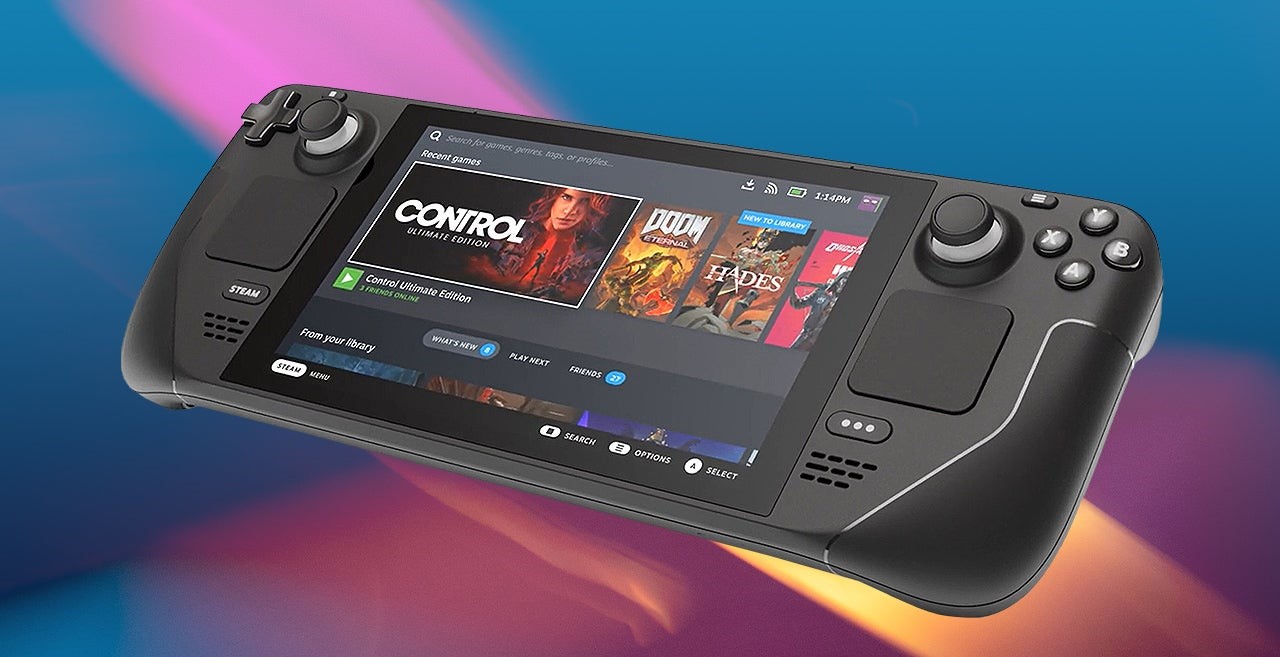 Search for games, genres, tags, or profiles...
Recent games
1:14PM
CONTROL
ULTIMATE EDITION
DOOM
ETERNAL
NEW TO LIBRARY
HADES
Control Ultimate Edition
3 FRIENDS ONLINE
From your library
WHAT'S NEW 8
PLAY NEXT
FRIENDS 27
STEAM MENU
SEARCH
OPTIONS
A SELECT
STEAM
Y
X
B
A